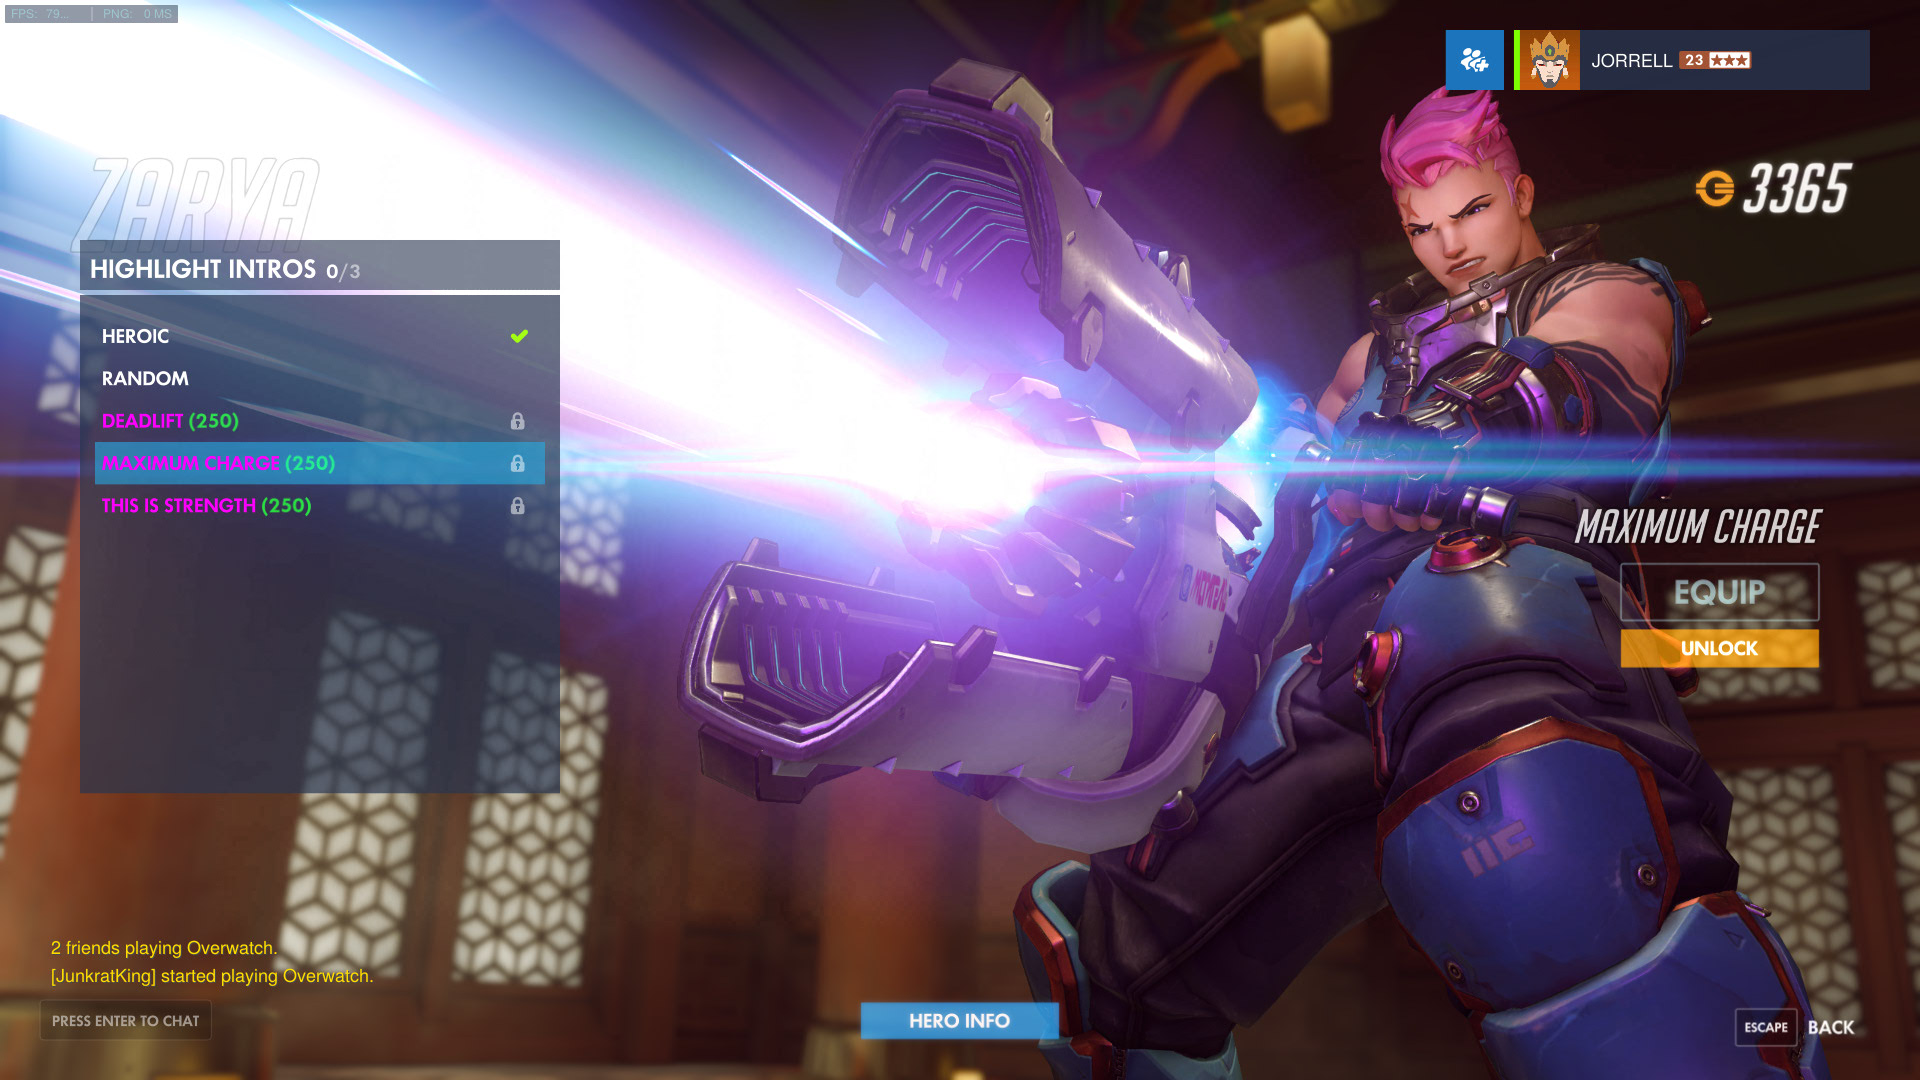 FPS: 79... | PNG: 0 MS
JORRELL 23
3365
ZARYA
HIGHLIGHT INTROS 0/3
HEROIC
RANDOM
DEADLIFT (250)
MAXIMUM CHARGE (250)
THIS IS STRENGTH (250)
MAXIMUM CHARGE
EQUIP
UNLOCK
2 friends playing Overwatch.
[JunkratKing] started playing Overwatch.
PRESS ENTER TO CHAT
HERO INFO
ESCAPE BACK